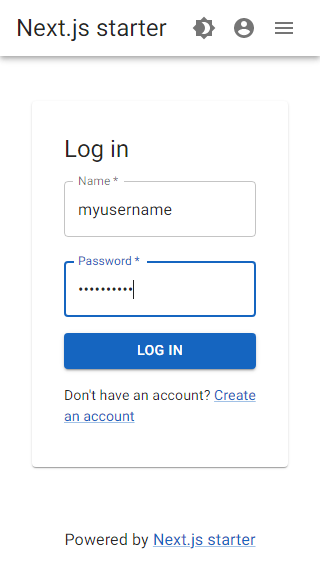 Next.js starter
Log in
Name *
myusername
Password *
••••••••••
LOG IN
Don't have an account? Create
an account
Powered by Next.js starter